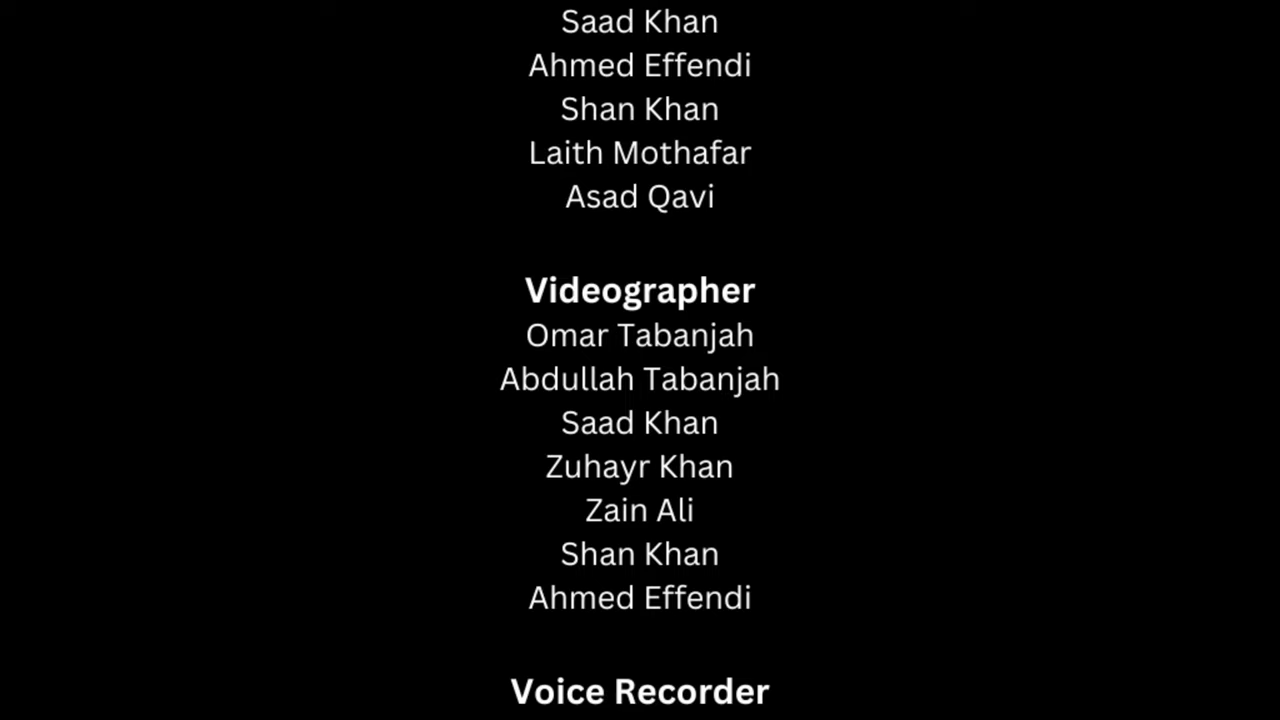 Saad Khan
Ahmed Effendi
Shan Khan
Laith Mothafar
Asad Qavi
Videographer
Omar Tabanjah
Abdullah Tabanjah
Saad Khan
Zuhayr Khan
Zain Ali
Shan Khan
Ahmed Effendi
Voice Recorder